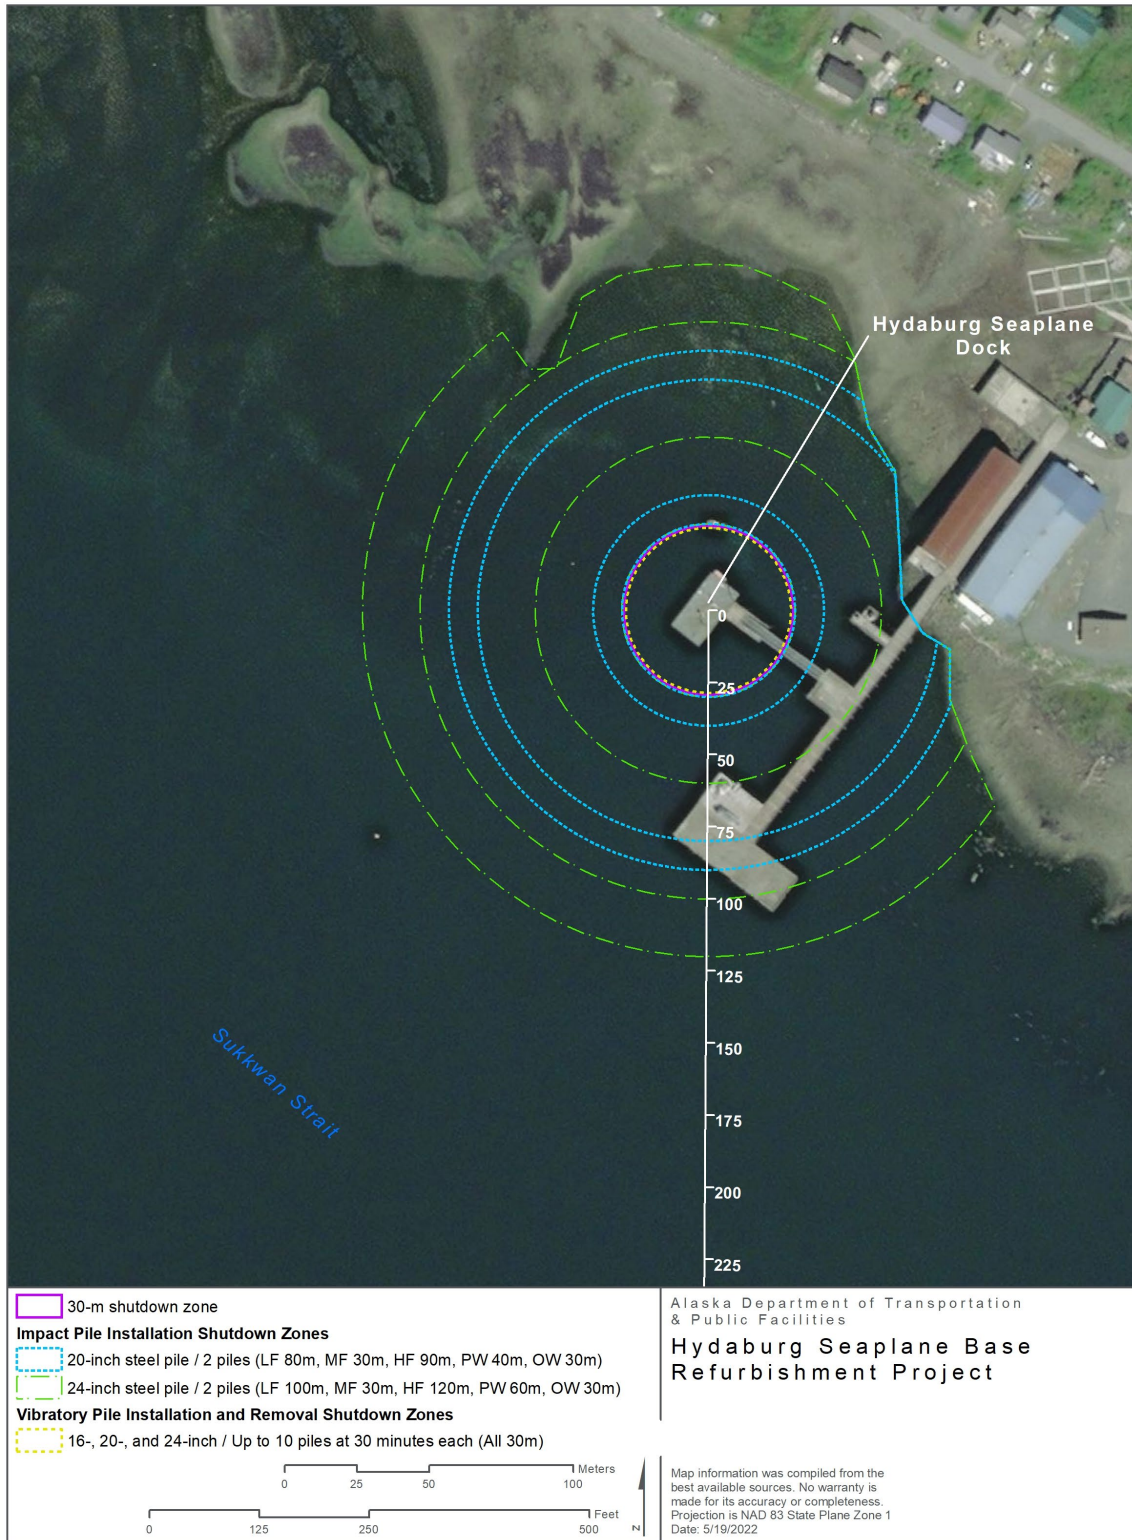 Hydaburg Seaplane
Dock
0
25
50
75
100
125
150
175
200
225
Sukkwan Strait
30-m shutdown zone
Impact Pile Installation Shutdown Zones
20-inch steel pile / 2 piles (LF 80m, MF 30m, HF 90m, PW 40m, OW 30m)
24-inch steel pile / 2 piles (LF 100m, MF 30m, HF 120m, PW 60m, OW 30m)
Vibratory Pile Installation and Removal Shutdown Zones
16-, 20-, and 24-inch / Up to 10 piles at 30 minutes each (All 30m)
Meters
0 25 50 100
Feet
0 125 250 500
N
Alaska Department of Transportation
& Public Facilities
Hydaburg Seaplane Base
Refurbishment Project
Map information was compiled from the
best available sources. No warranty is
made for its accuracy or completeness.
Projection is NAD 83 State Plane Zone 1
Date: 5/19/2022